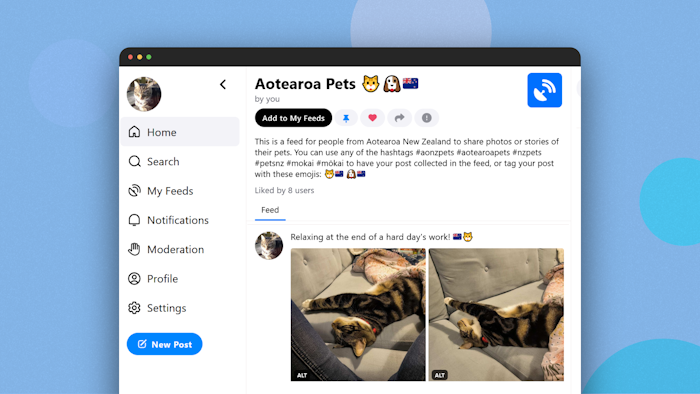 Aotearoa Pets 🐱🐶🇳🇿
by you
Add to My Feeds
This is a feed for people from Aotearoa New Zealand to share photos or stories of
their pets. You can use any of the hashtags #aonzpets #aotearoapets #nzpets
#petsnz #mokai #mōkai to have your post collected in the feed, or tag your post
with these emojis: 🐱🇳🇿 🐶🇳🇿
Liked by 8 users
Feed
Home
Search
My Feeds
Notifications
Moderation
Profile
Settings
New Post
Relaxing at the end of a hard day's work! 🇳🇿🐱
ALT
ALT